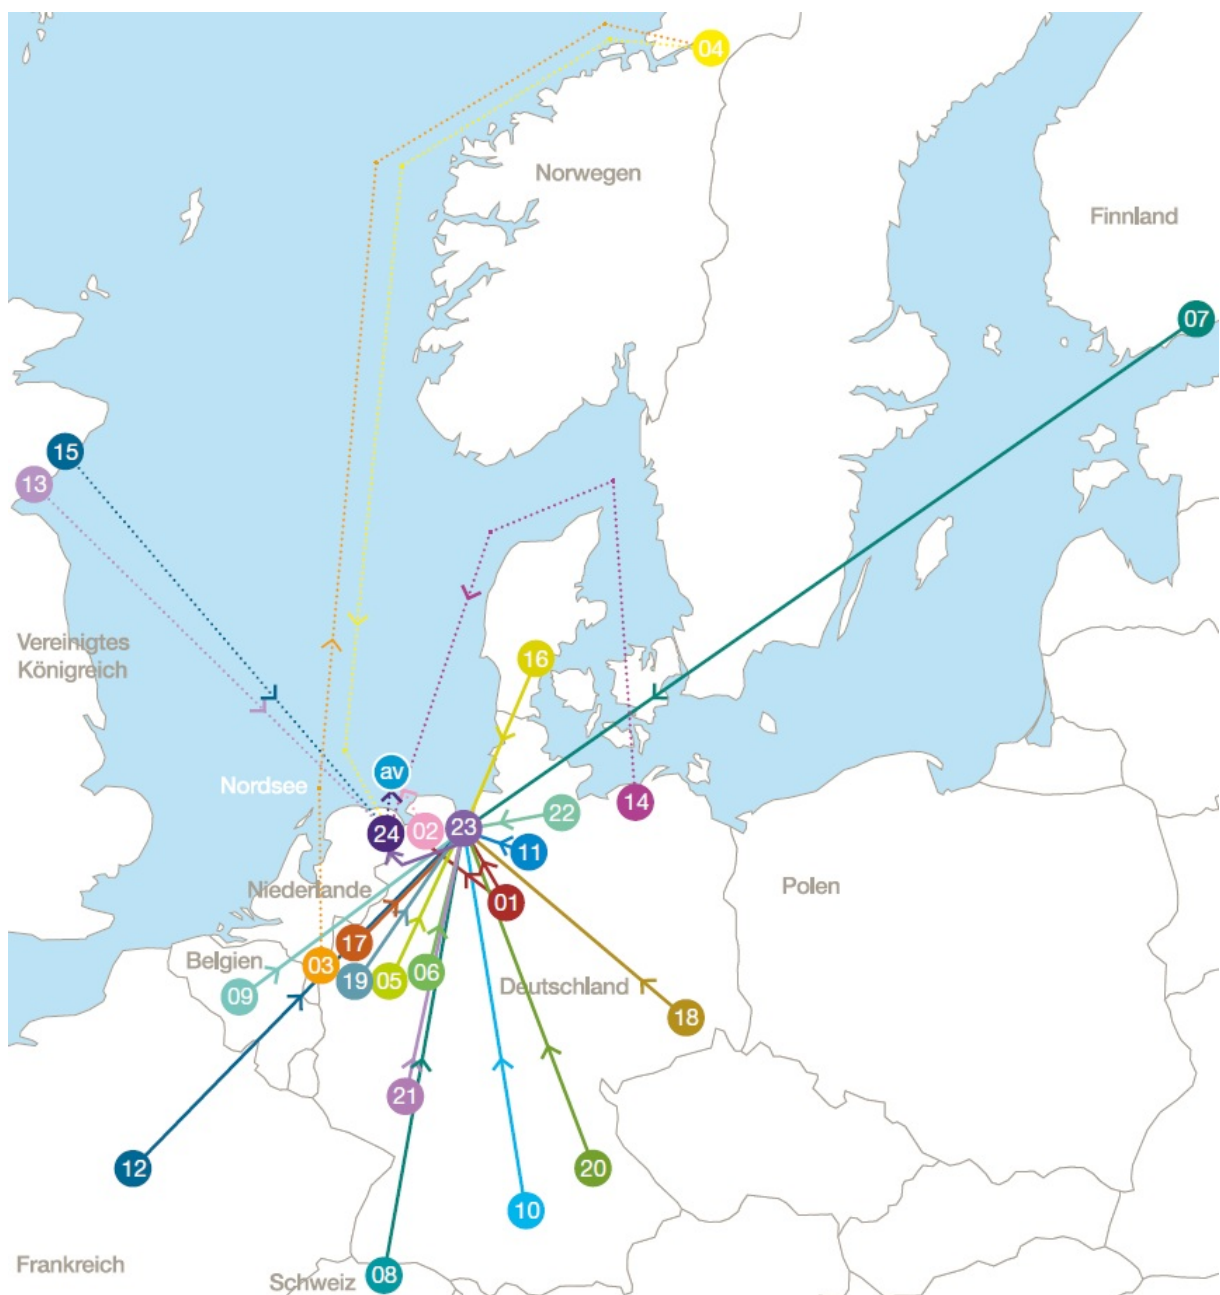 04
Norwegen
Finnland
07
15
13
Vereinigtes
Königreich
16
av
Nordsee
14
22
24
02
23
11
Niederlande
Polen
01
17
Belgien
03
19
05
06
Deutschland
09
18
21
12
20
10
Frankreich
Schweiz
08